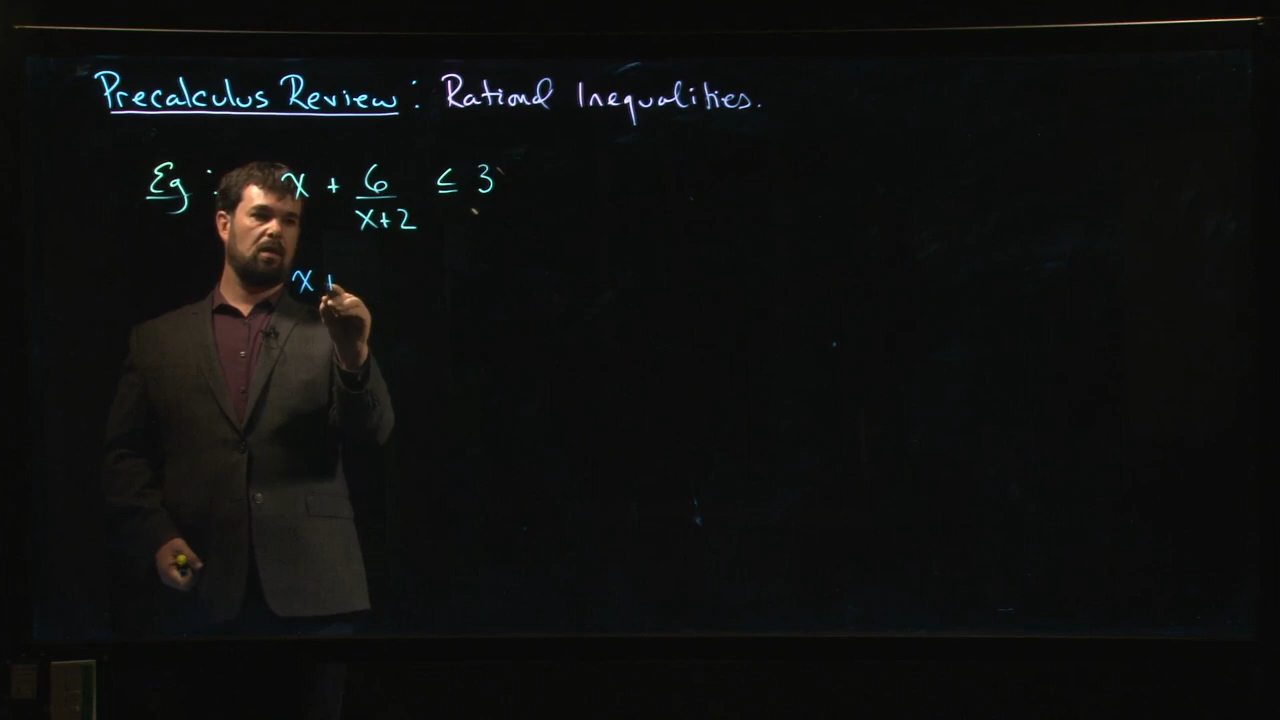 Precalculus Review: Rational Inequalities.
Eg: x + 6/(x+2) ≤ 3
x +